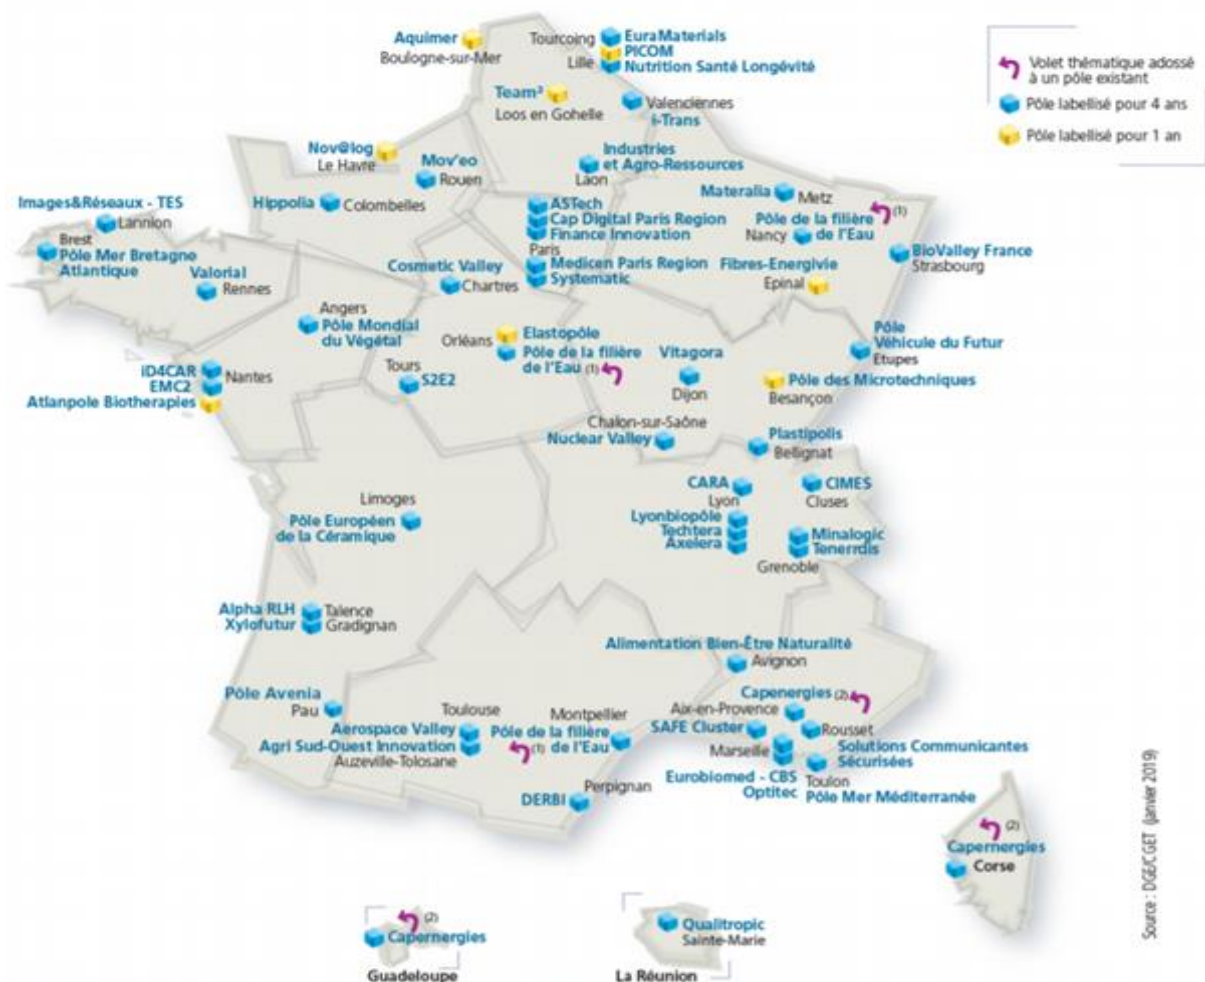 Aquimer
Boulogne-sur-Mer
Tourcoing
EuraMaterials
PICOM
Lille
Nutrition Santé Longévité
Team²
Loos en Gohelle
Valenciennes
i-Trans
Volet thématique adossé
à un pôle existant
Pôle labellisé pour 4 ans
Pôle labellisé pour 1 an
Nov@log
Le Havre
Mov'eo
Rouen
Industries
et Agro-Ressources
Laon
Materalia
Metz
Hippolia
Colombelles
ASTech
Cap Digital Paris Region
Finance Innovation
Paris
Medicen Paris Region
Systematic
Pôle de la filière
de l'Eau
(1)
Nancy
BioValley France
Strasbourg
Images&Réseaux - TES
Lannion
Brest
Pôle Mer Bretagne
Atlantique
Valorial
Rennes
Cosmetic Valley
Chartres
Fibres-Energivie
Epinal
Angers
Pôle Mondial
du Végétal
Orléans
Elastopôle
Pôle de la filière
de l'Eau (1)
Vitagora
Dijon
Pôle
Véhicule du Futur
Etupes
iD4CAR
EMC2
Nantes
Atlanpole Biotherapies
Tours
S2E2
Pôle des Microtechniques
Besançon
Chalon-sur-Saône
Nuclear Valley
Plastipolis
Bellignat
CARA
Lyon
CIMES
Cluses
Limoges
Pôle Européen
de la Céramique
Lyonbiopôle
Techtera
Axelera
Minalogic
Tenerrdis
Grenoble
Alpha RLH
Talence
Xylofutur
Gradignan
Alimentation Bien-Être Naturalité
Avignon
Pôle Avenia
Pau
Toulouse
Aerospace Valley
Agri Sud-Ouest Innovation
Auzeville-Tolosane
Montpellier
Pôle de la filière
(1) de l'Eau
Capenergies (2)
Aix-en-Provence
SAFE Cluster
Rousset
Solutions Communicantes
Sécurisées
Marseille
Eurobiomed - CBS
Optitec
Toulon
Pôle Mer Méditerranée
Perpignan
DERBI
(2)
Capernergies
Corse
(2)
Capernergies
Guadeloupe
Qualitropic
Sainte-Marie
La Réunion
Source : DGE/CGET (janvier 2019)